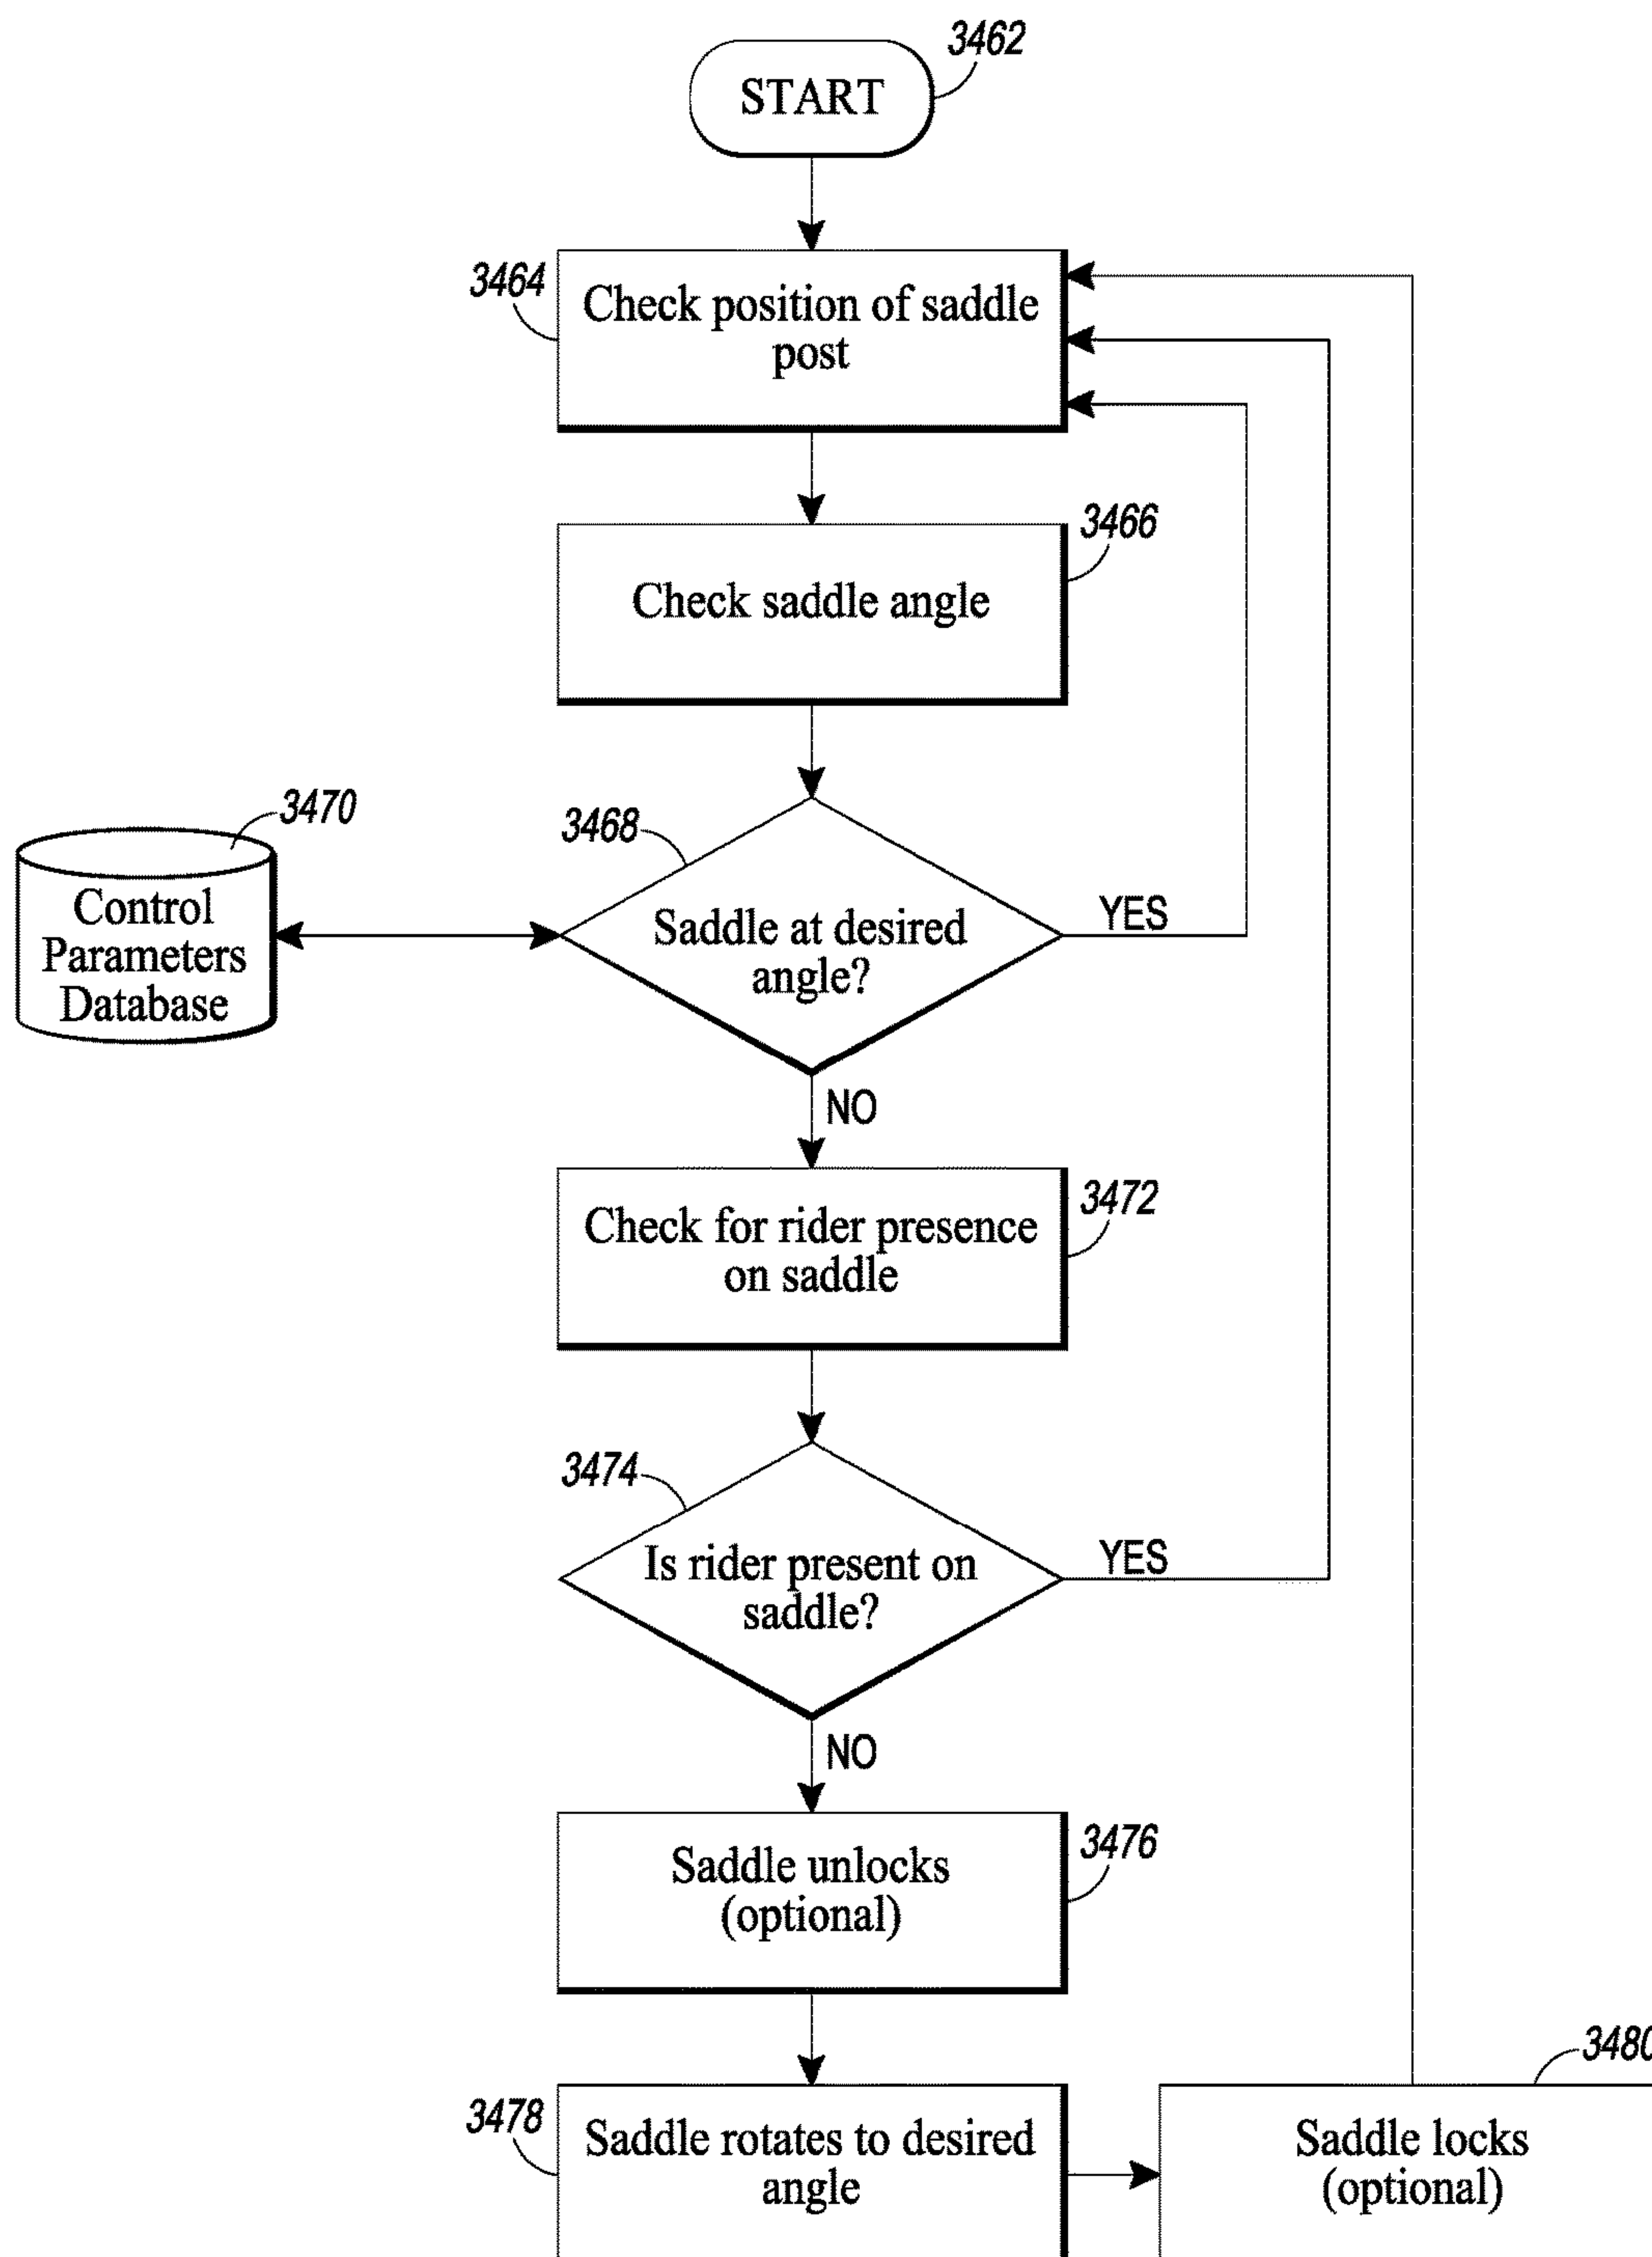 3462
START
3464
Check position of saddle
post
3466
Check saddle angle
3470
Control
Parameters
Database
3468
Saddle at desired
angle?
YES
NO
3472
Check for rider presence
on saddle
3474
Is rider present on
saddle?
YES
NO
3476
Saddle unlocks
(optional)
3478
Saddle rotates to desired
angle
3480
Saddle locks
(optional)